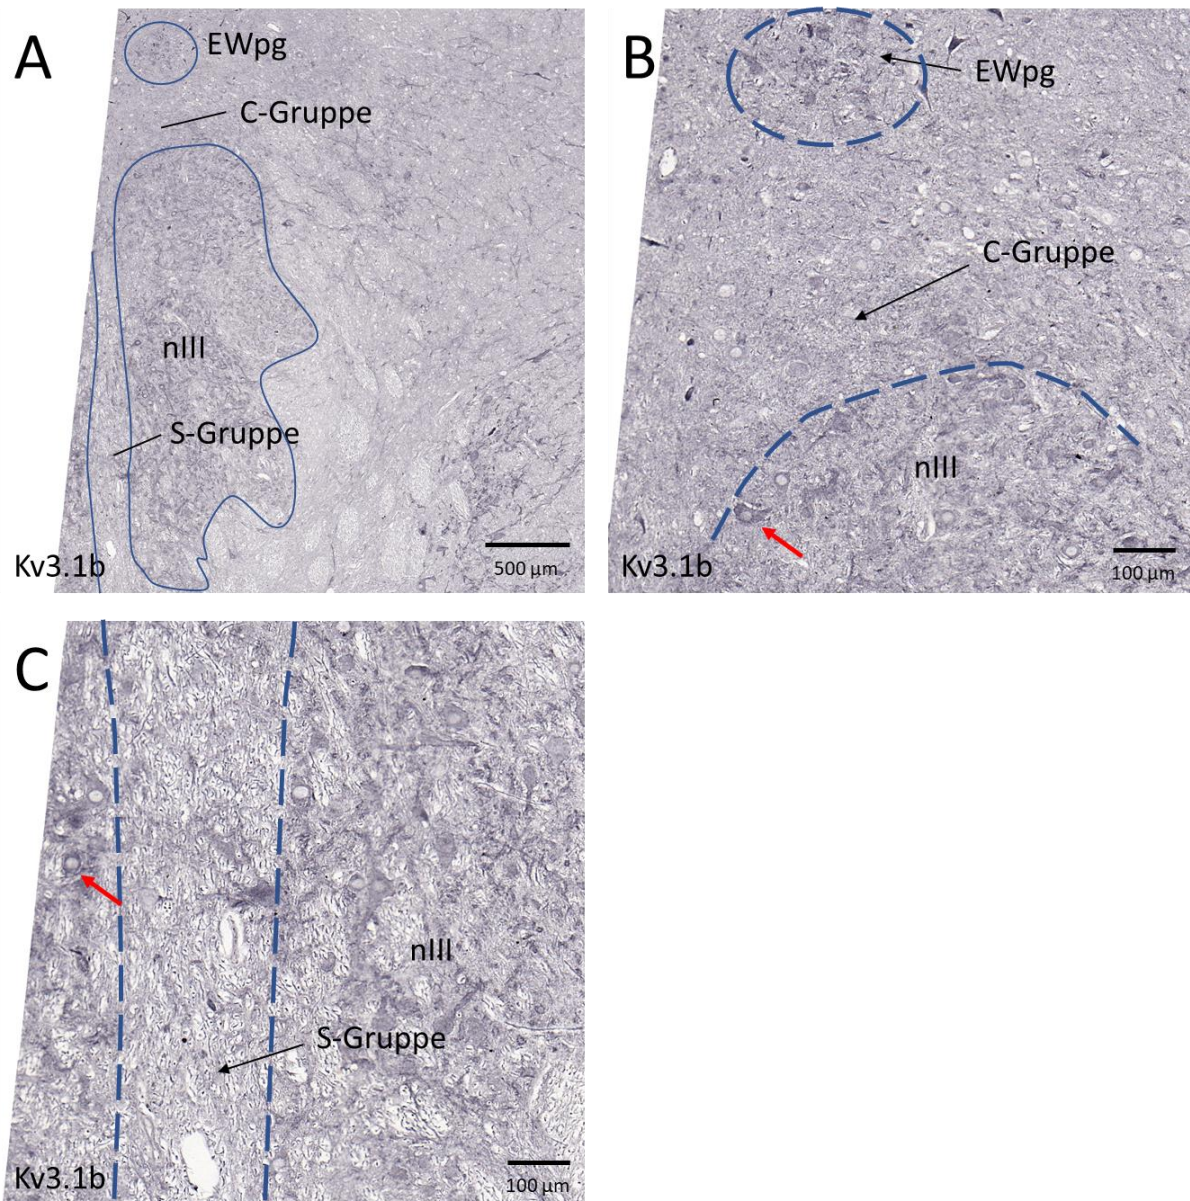 A
EWpg
C-Gruppe
nIII
S-Gruppe
Kv3.1b
500 µm
B
EWpg
C-Gruppe
nIII
Kv3.1b
100 µm
C
nIII
S-Gruppe
Kv3.1b
100 µm